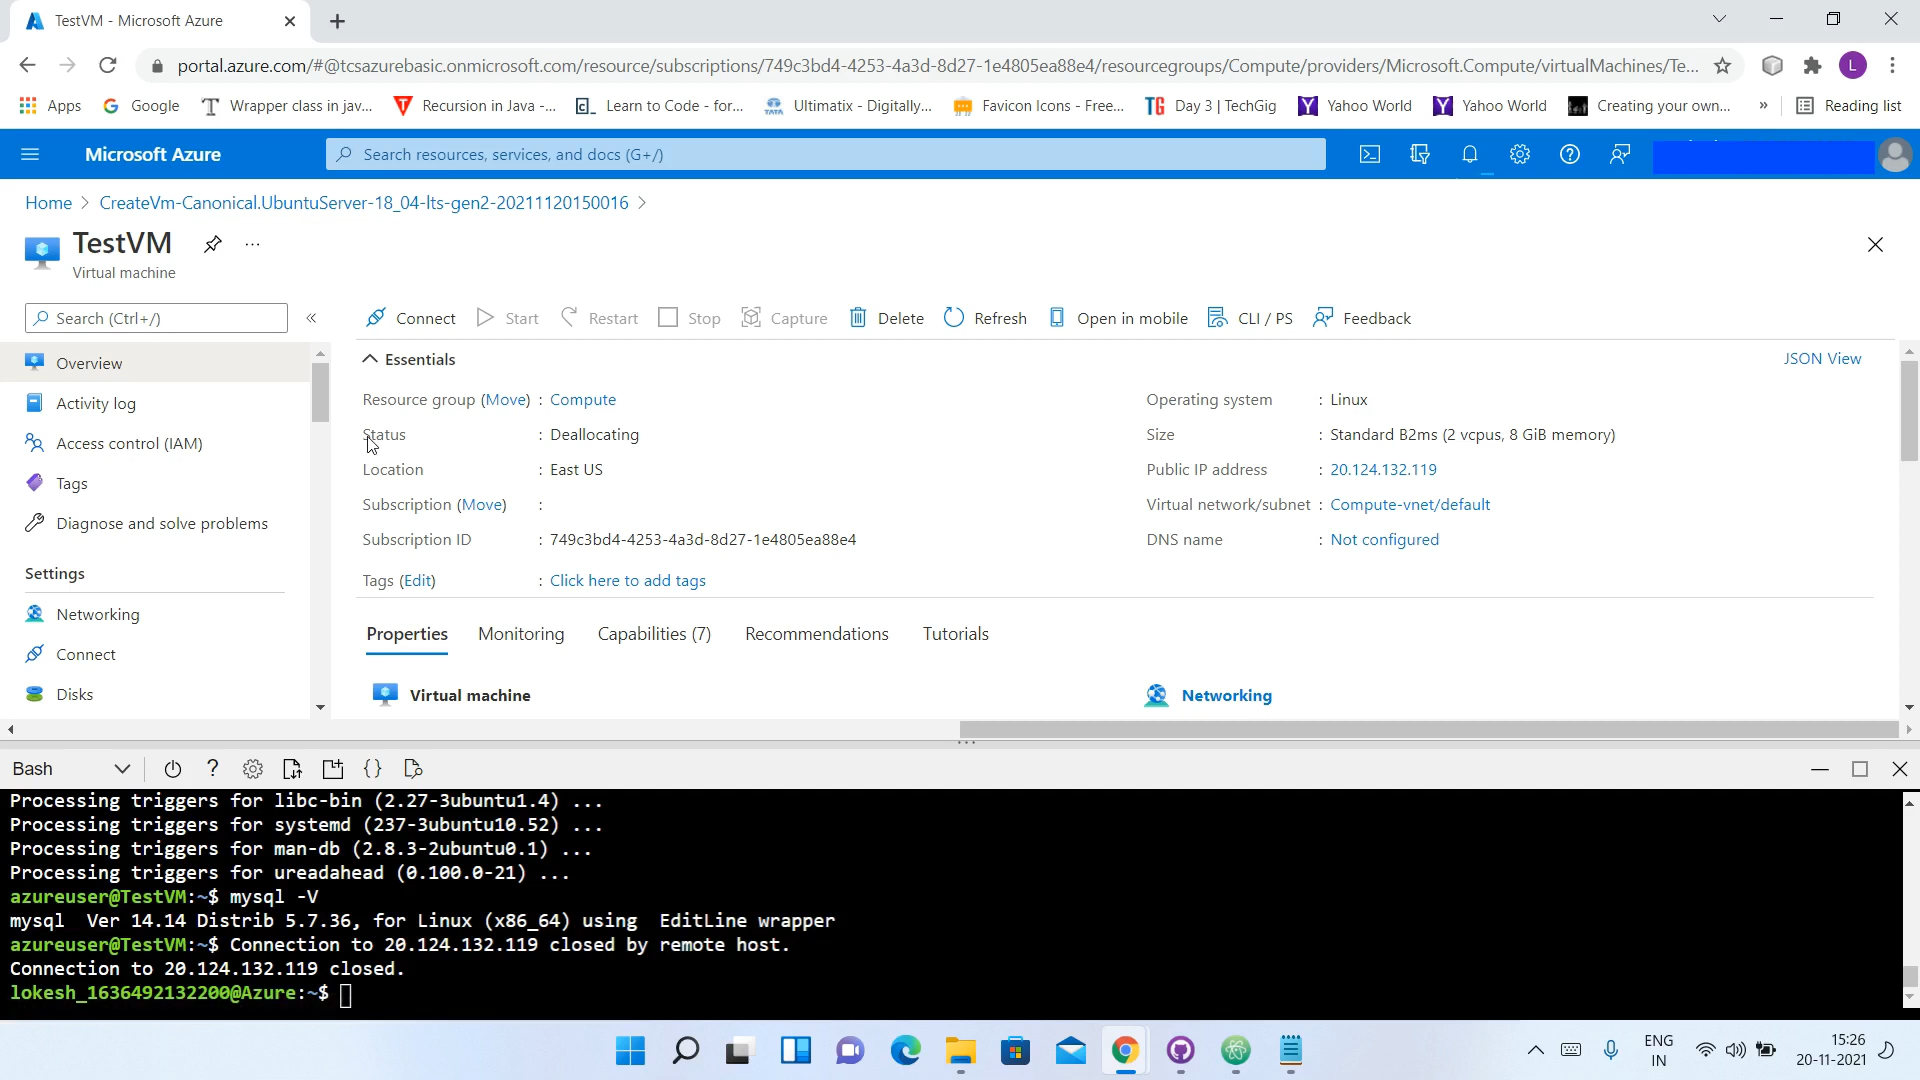 TestVM - Microsoft Azure
portal.azure.com/#@tcsazurebasic.onmicrosoft.com/resource/subscriptions/749c3bd4-4253-4a3d-8d27-1e4805ea88e4/resourcegroups/Compute/providers/Microsoft.Compute/virtualMachines/Te...
L
Apps
Google
Wrapper class in jav...
Recursion in Java -...
Learn to Code - for...
Ultimatix - Digitally...
Favicon Icons - Free...
Day 3 | TechGig
Yahoo World
Yahoo World
Creating your own...
»
Reading list
Microsoft Azure
Search resources, services, and docs (G+/)
Home > CreateVm-Canonical.UbuntuServer-18_04-lts-gen2-20211120150016 >
TestVM
...
Virtual machine
Search (Ctrl+/)
«
Connect
Start
Restart
Stop
Capture
Delete
Refresh
Open in mobile
CLI / PS
Feedback
Overview
Activity log
Access control (IAM)
Tags
Diagnose and solve problems
Settings
Networking
Connect
Disks
Essentials
JSON View
Resource group (Move) : Compute
Status : Deallocating
Location : East US
Subscription (Move) :
Subscription ID : 749c3bd4-4253-4a3d-8d27-1e4805ea88e4
Tags (Edit) : Click here to add tags
Operating system : Linux
Size : Standard B2ms (2 vcpus, 8 GiB memory)
Public IP address : 20.124.132.119
Virtual network/subnet : Compute-vnet/default
DNS name : Not configured
Properties
Monitoring
Capabilities (7)
Recommendations
Tutorials
Virtual machine
Networking
Bash
?
{}
Processing triggers for libc-bin (2.27-3ubuntu1.4) ...
Processing triggers for systemd (237-3ubuntu10.52) ...
Processing triggers for man-db (2.8.3-2ubuntu0.1) ...
Processing triggers for ureadahead (0.100.0-21) ...
azureuser@TestVM:~$ mysql -V
mysql  Ver 14.14 Distrib 5.7.36, for Linux (x86_64) using  EditLine wrapper
azureuser@TestVM:~$ Connection to 20.124.132.119 closed by remote host.
Connection to 20.124.132.119 closed.
lokesh_1636492132200@Azure:~$
ENG
IN
15:26
20-11-2021